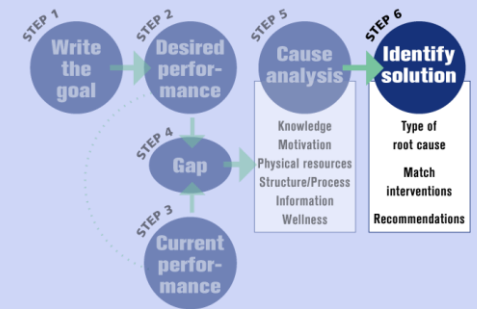 STEP 1
Write
the
goal
STEP 2
Desired
perfor-
mance
STEP 4
Gap
STEP 3
Current
perfor-
mance
STEP 5
Cause
analysis
Knowledge
Motivation
Physical resources
Structure/Process
Information
Wellness
STEP 6
Identify
solution
Type of
root cause
Match
interventions
Recommendations